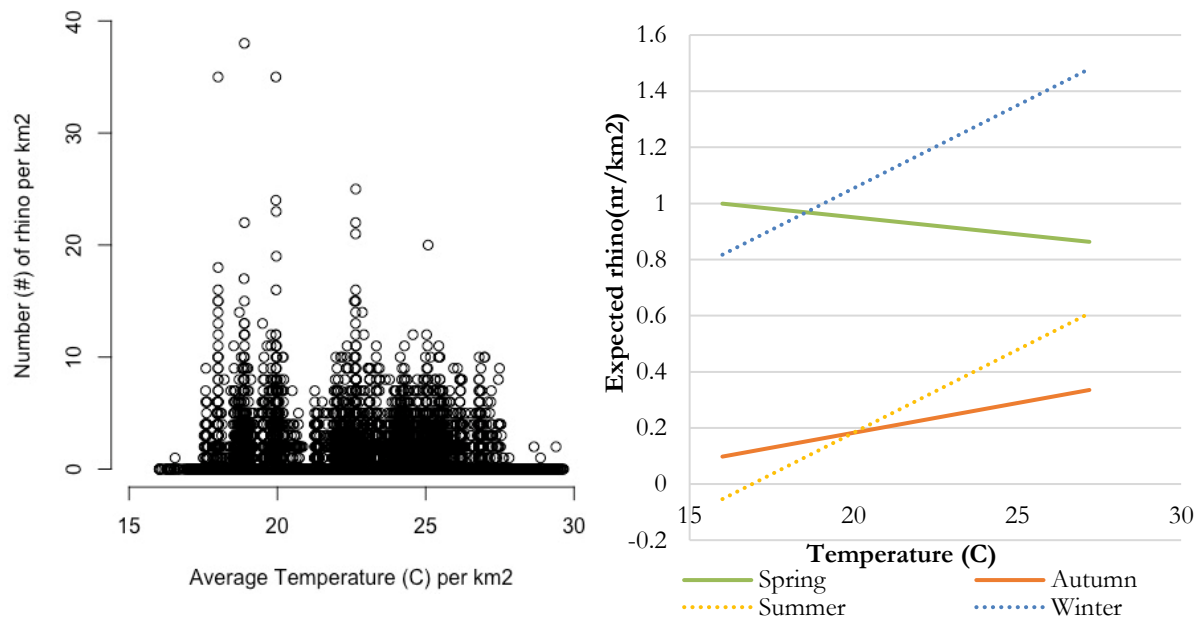 Number (#) of rhino per km2
40
30
20
10
0
15
20
25
30
Average Temperature (C) per km2
Expected rhino(nr/km2)
1.6
1.4
1.2
1
0.8
0.6
0.4
0.2
0
-0.2
15
20
25
30
Temperature (C)
Spring
Autumn
Summer
Winter